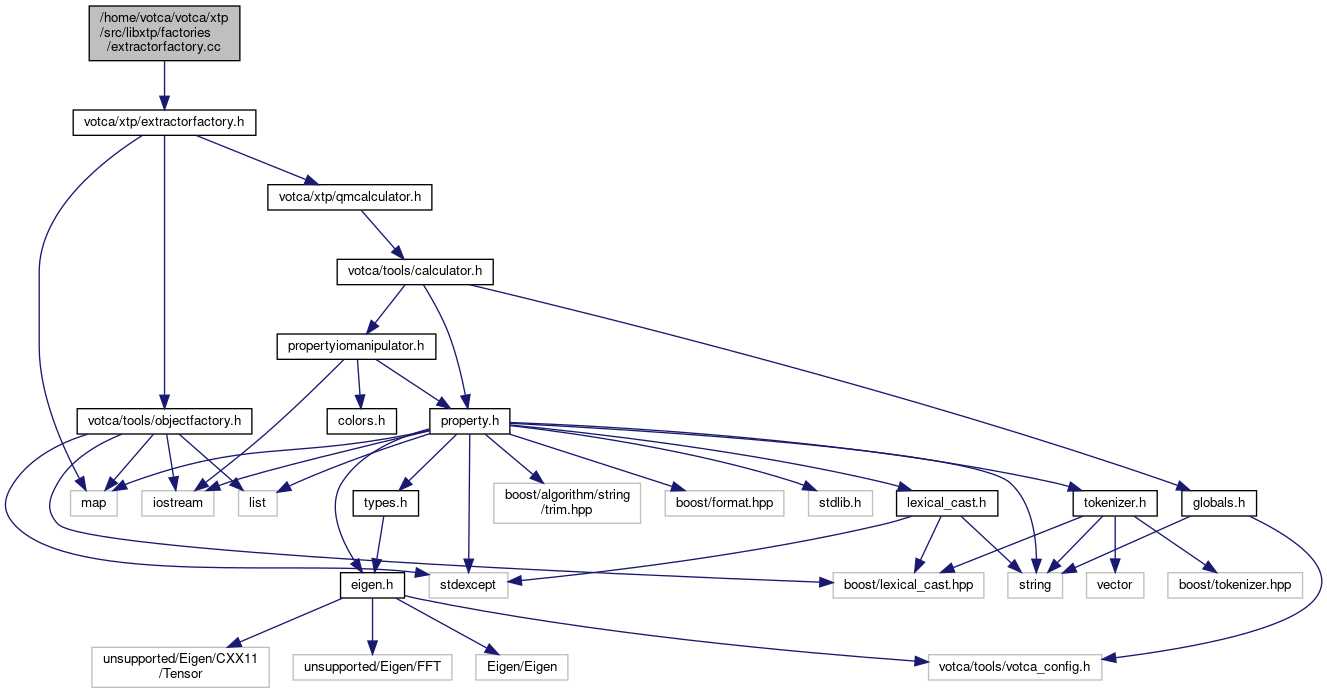 /home/votca/votca/xtp
/src/libxtp/factories
/extractorfactory.cc
votca/xtp/extractorfactory.h
votca/xtp/qmcalculator.h
votca/tools/calculator.h
propertyiomanipulator.h
votca/tools/objectfactory.h
colors.h
property.h
map
iostream
list
types.h
boost/algorithm/string
/trim.hpp
boost/format.hpp
stdlib.h
lexical_cast.h
tokenizer.h
globals.h
eigen.h
stdexcept
boost/lexical_cast.hpp
string
vector
boost/tokenizer.hpp
unsupported/Eigen/CXX11
/Tensor
unsupported/Eigen/FFT
Eigen/Eigen
votca/tools/votca_config.h